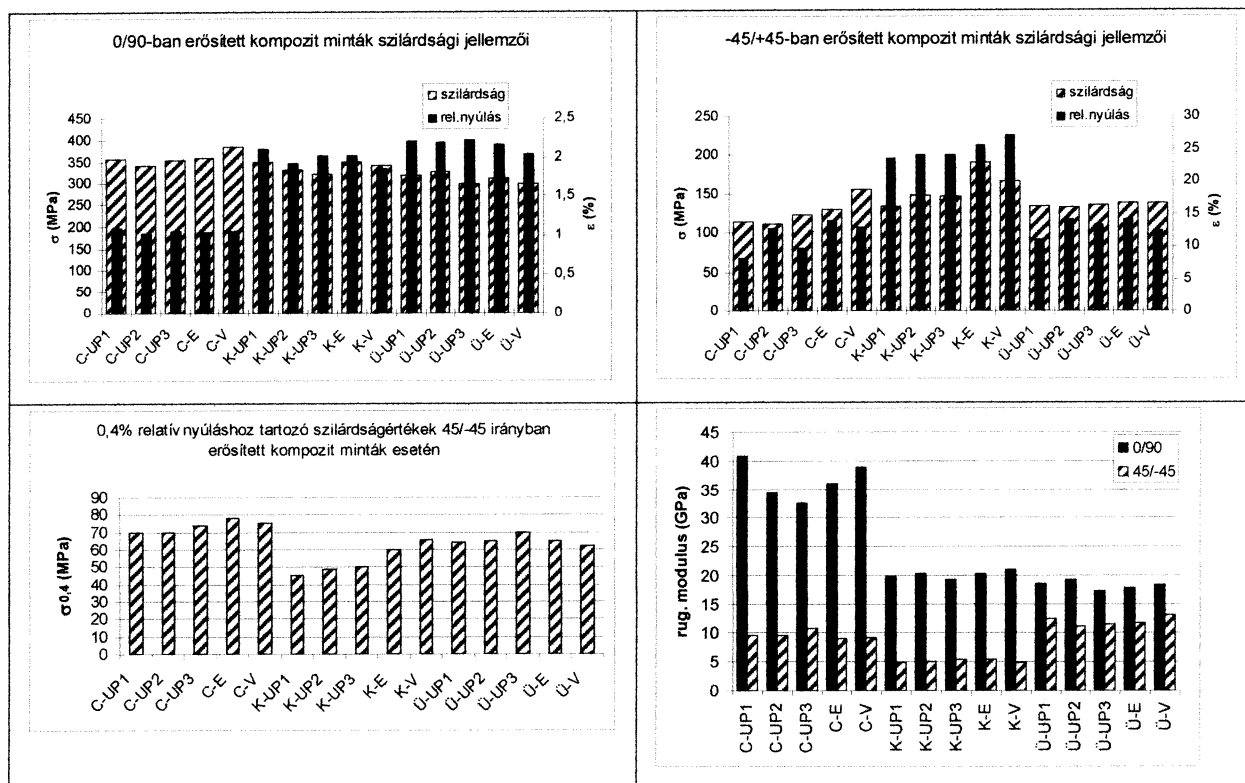 0/90-ban erősített kompozit minták szilárdsági jellemzői
szilárdság
rel.nyúlás
σ (MPa)
450
400
350
300
250
200
150
100
50
0
ε (%)
2,5
2
1,5
1
0,5
0
C-UP1
C-UP2
C-UP3
C-E
C-V
K-UP1
K-UP2
K-UP3
K-E
K-V
Ü-UP1
Ü-UP2
Ü-UP3
Ü-E
Ü-V
-45/+45-ban erősített kompozit minták szilárdsági jellemzői
szilárdság
rel.nyúlás
σ (MPa)
250
200
150
100
50
0
ε (%)
30
25
20
15
10
5
0
C-UP1
C-UP2
C-UP3
C-E
C-V
K-UP1
K-UP2
K-UP3
K-E
K-V
Ü-UP1
Ü-UP2
Ü-UP3
Ü-E
Ü-V
0,4% relatív nyúláshoz tartozó szilárdságértékek 45/-45 irányban
erősített kompozit minták esetén
σ0,4 (MPa)
90
80
70
60
50
40
30
20
10
0
C-UP1
C-UP2
C-UP3
C-E
C-V
K-UP1
K-UP2
K-UP3
K-E
K-V
Ü-UP1
Ü-UP2
Ü-UP3
Ü-E
Ü-V
0/90
45/-45
rug. modulus (GPa)
45
40
35
30
25
20
15
10
5
0
C-UP1
C-UP2
C-UP3
C-E
C-V
K-UP1
K-UP2
K-UP3
K-E
K-V
Ü-UP1
Ü-UP2
Ü-UP3
Ü-E
Ü-V